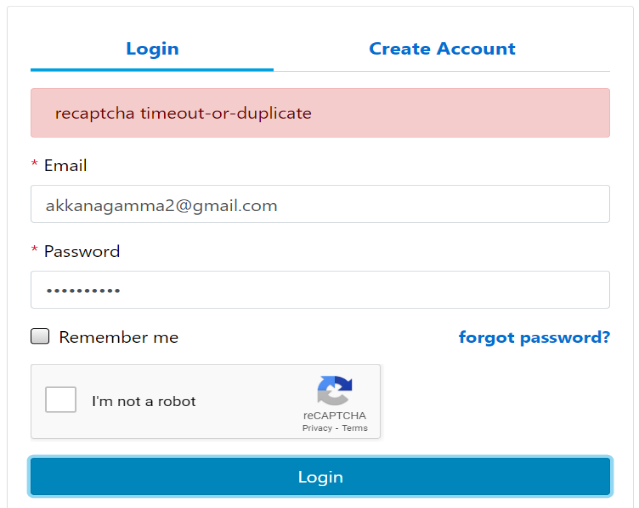 Login Create Account
recaptcha timeout-or-duplicate
* Email
akkanagamma2@gmail.com
* Password
••••••••••
Remember me forgot password?
I'm not a robot
reCAPTCHA
Privacy - Terms
Login